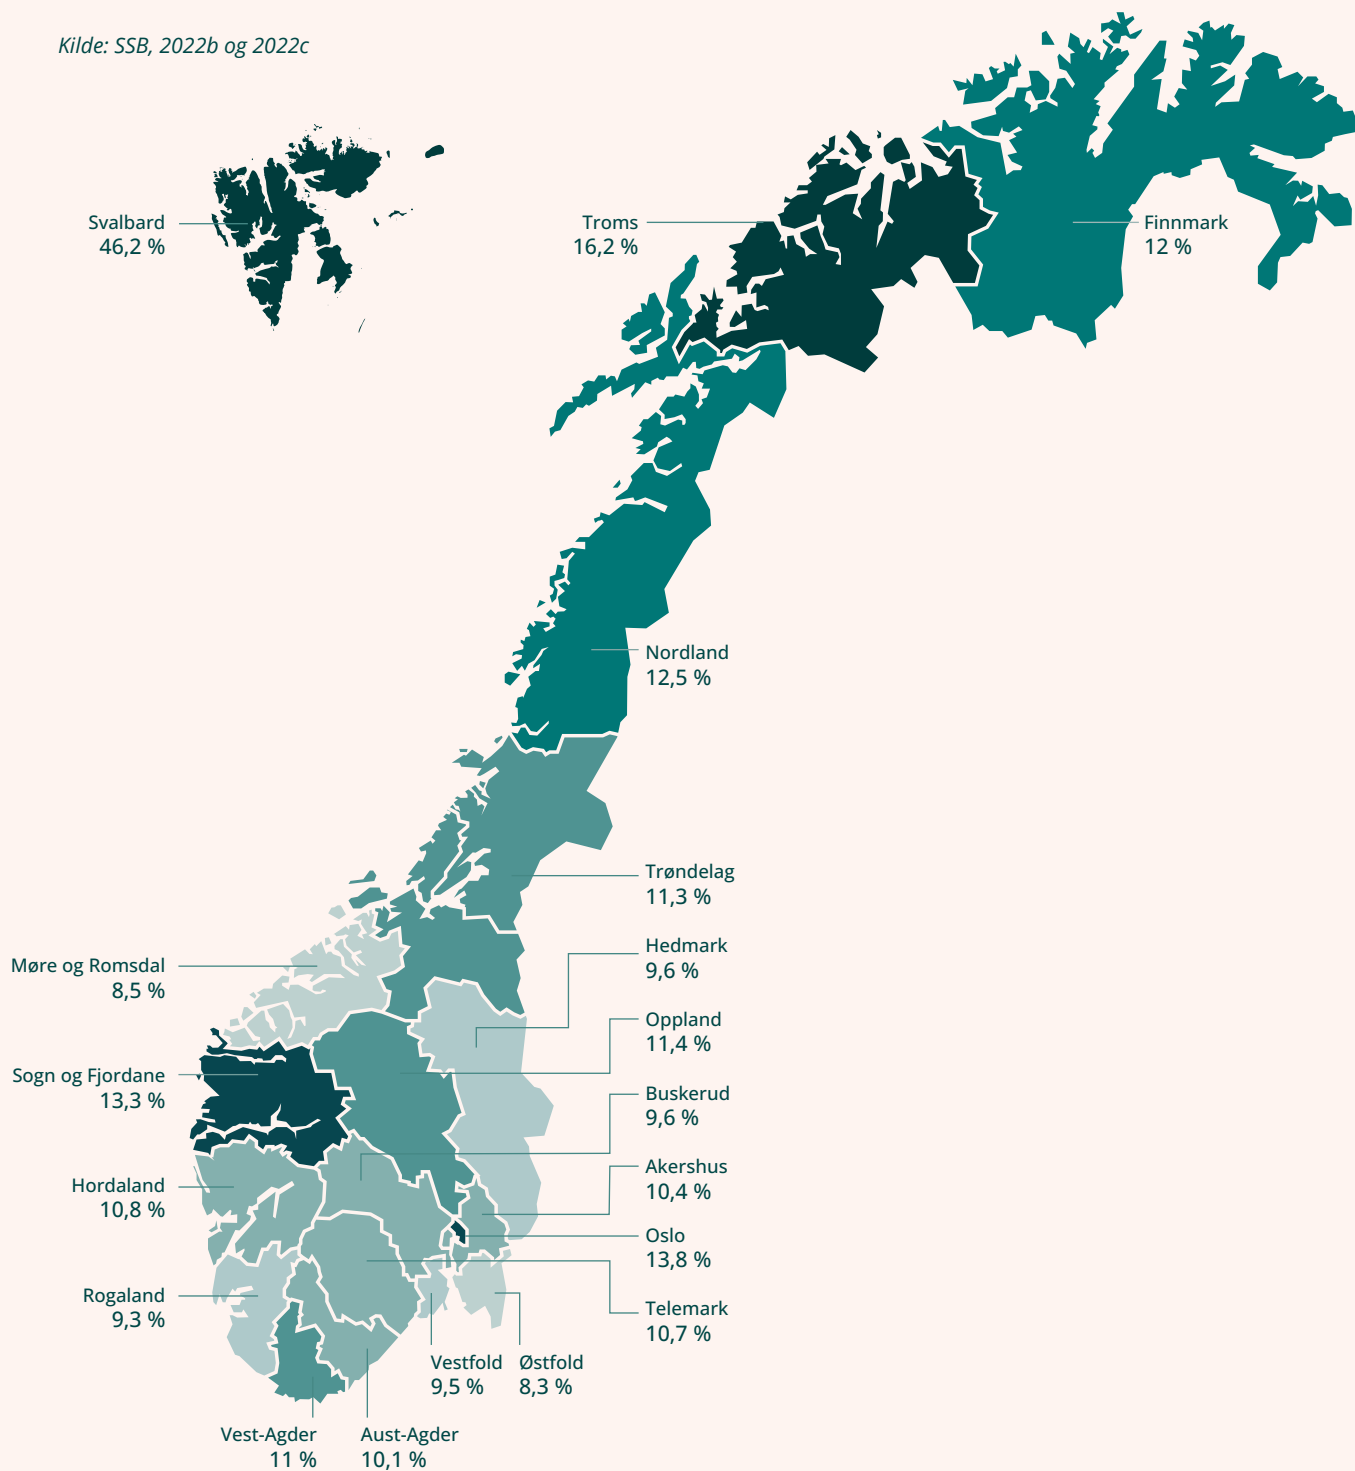 Kilde: SSB, 2022b og 2022c
Svalbard
46,2 %
Troms
16,2 %
Finnmark
12 %
Nordland
12,5 %
Trøndelag
11,3 %
Hedmark
9,6 %
Møre og Romsdal
8,5 %
Oppland
11,4 %
Sogn og Fjordane
13,3 %
Buskerud
9,6 %
Akershus
10,4 %
Hordaland
10,8 %
Oslo
13,8 %
Rogaland
9,3 %
Telemark
10,7 %
Vestfold
9,5 %
Østfold
8,3 %
Vest-Agder
11 %
Aust-Agder
10,1 %